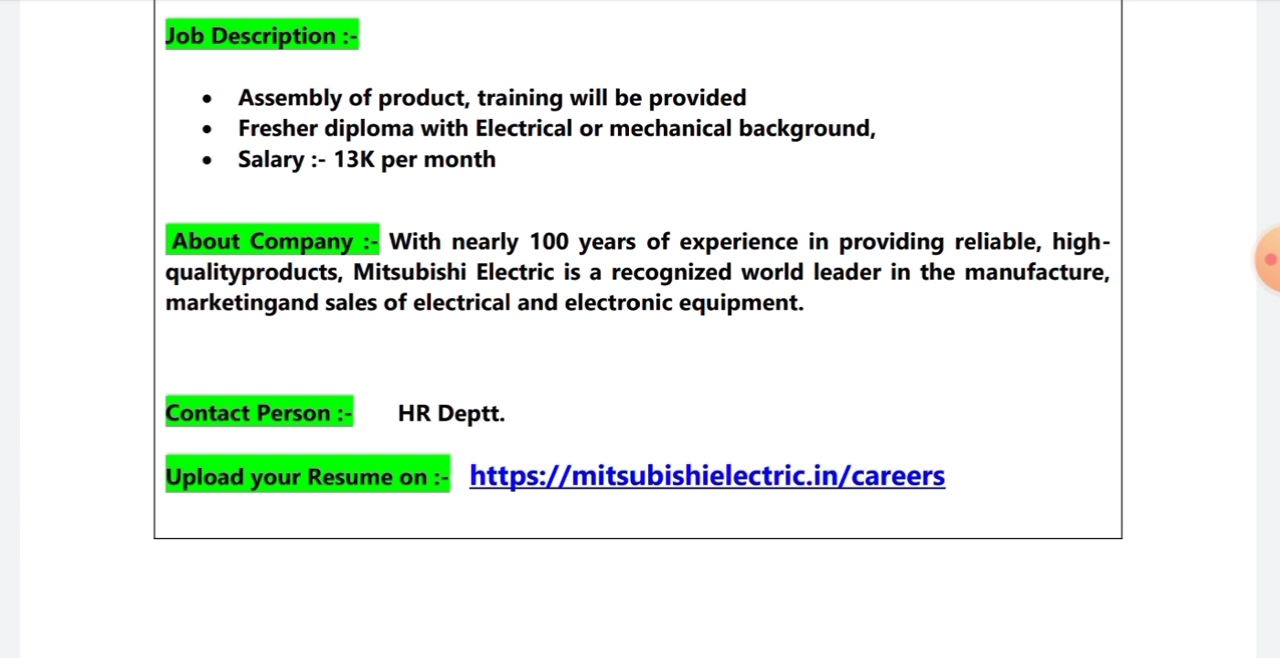 Job Description :-
• Assembly of product, training will be provided
• Fresher diploma with Electrical or mechanical background,
• Salary :- 13K per month
About Company :- With nearly 100 years of experience in providing reliable, high-
qualityproducts, Mitsubishi Electric is a recognized world leader in the manufacture,
marketingand sales of electrical and electronic equipment.
Contact Person :- HR Deptt.
Upload your Resume on :- https://mitsubishielectric.in/careers